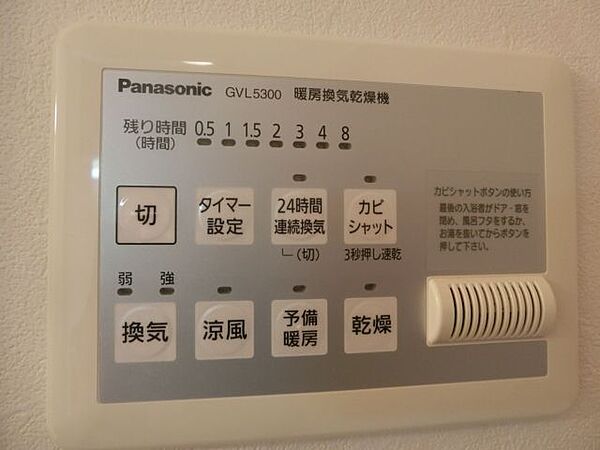 Panasonic GVL5300 暖房換気乾燥機
残り時間 0.5 1 1.5 2 3 4 8
(時間)
切
タイマー
設定
24時間
連続換気
(切)
カビ
シャット
3秒押し速乾
カビシャットボタンの使い方
最後の入浴者がドア・窓を
閉め、風呂フタをするか、
お湯を抜いてからボタンを
押して下さい。
弱 強
換気
涼風
予備
暖房
乾燥